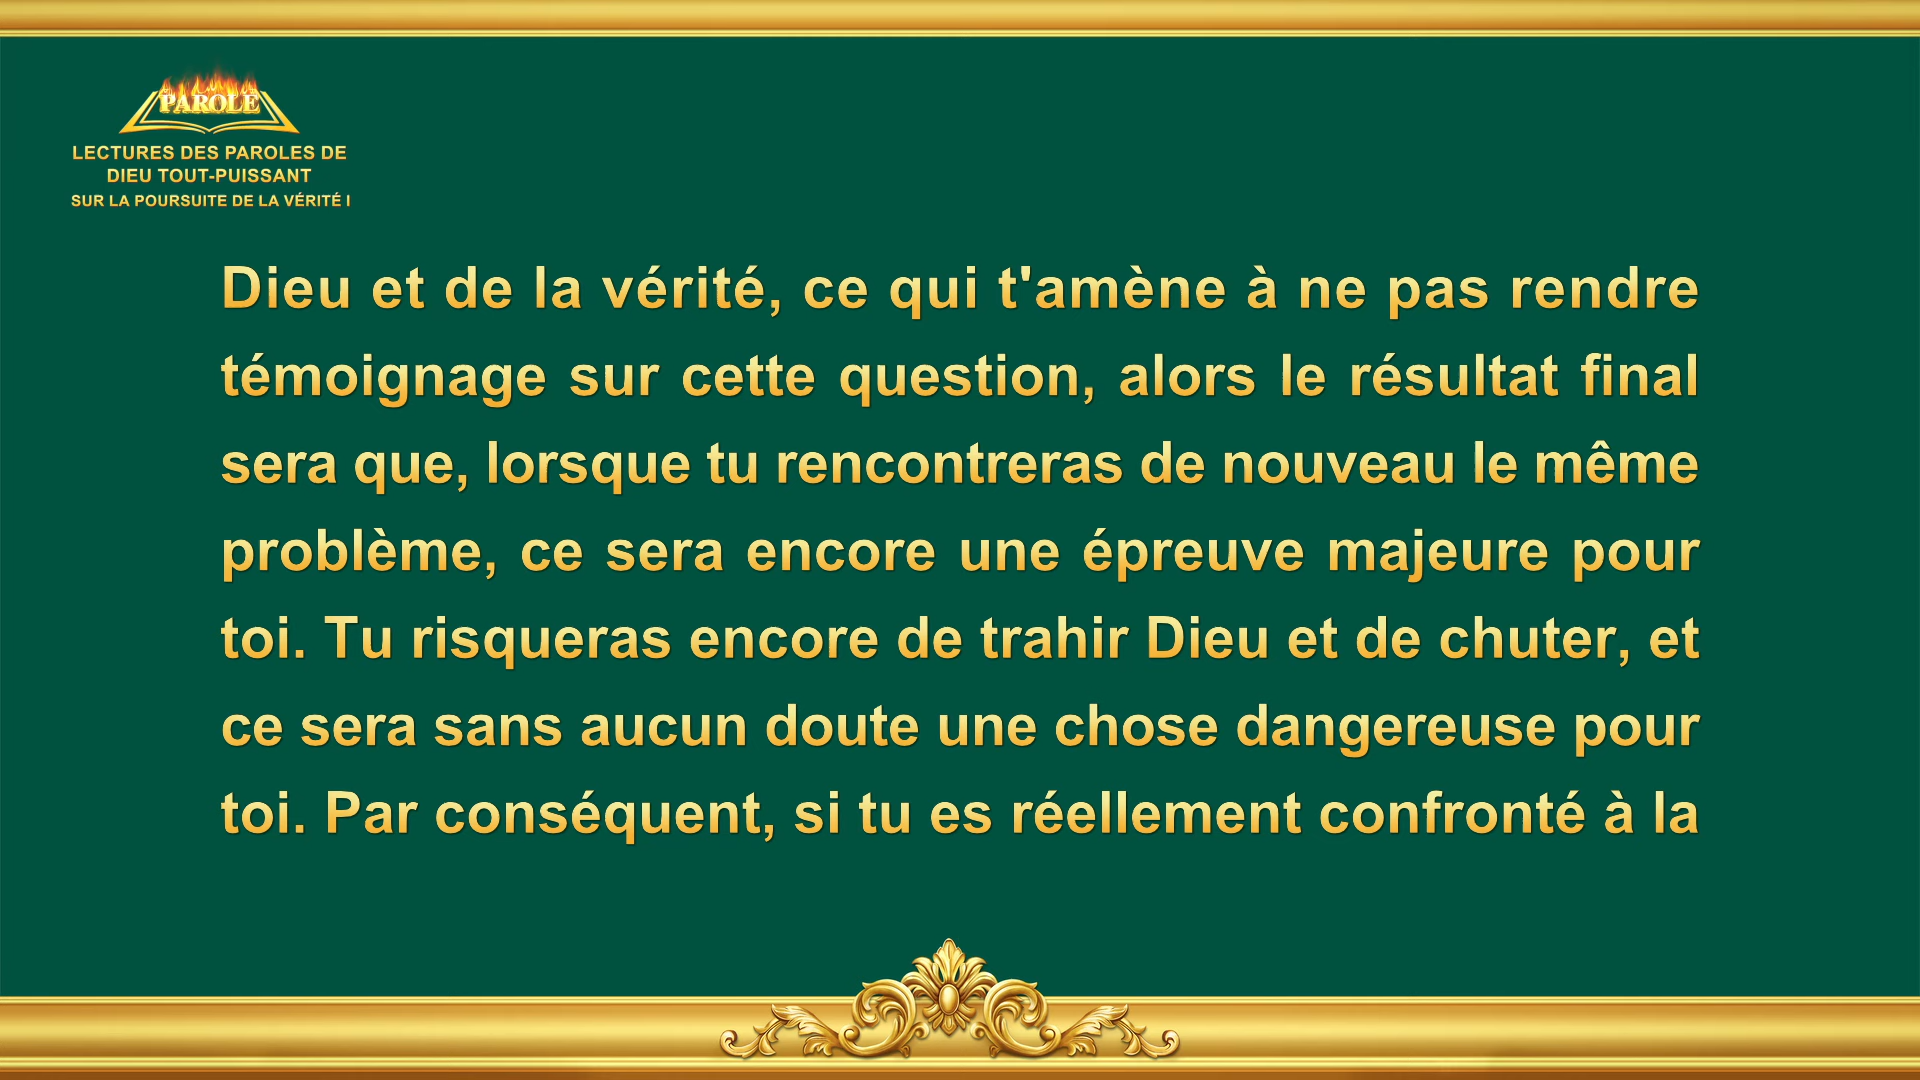 PAROLE
LECTURES DES PAROLES DE
DIEU TOUT-PUISSANT
SUR LA POURSUITE DE LA VÉRITÉ I
Dieu et de la vérité, ce qui t'amène à ne pas rendre
témoignage sur cette question, alors le résultat final
sera que, lorsque tu rencontreras de nouveau le même
problème, ce sera encore une épreuve majeure pour
toi. Tu risqueras encore de trahir Dieu et de chuter, et
ce sera sans aucun doute une chose dangereuse pour
toi. Par conséquent, si tu es réellement confronté à la